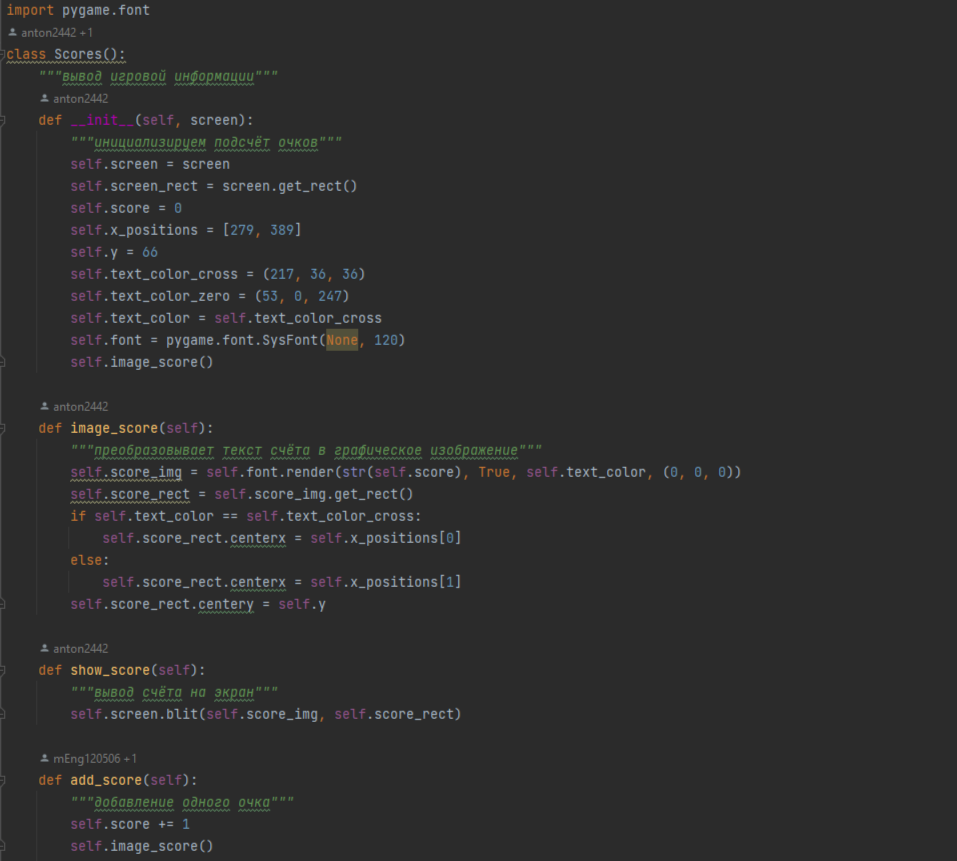 import pygame.font
anton2442 +1
class Scores():
    """вывод игровой информации"""
anton2442
    def __init__(self, screen):
        """инициализируем подсчёт очков"""
        self.screen = screen
        self.screen_rect = screen.get_rect()
        self.score = 0
        self.x_positions = [279, 389]
        self.y = 66
        self.text_color_cross = (217, 36, 36)
        self.text_color_zero = (53, 0, 247)
        self.text_color = self.text_color_cross
        self.font = pygame.font.SysFont(None, 120)
        self.image_score()
anton2442
    def image_score(self):
        """преобразовывает текст счёта в графическое изображение"""
        self.score_img = self.font.render(str(self.score), True, self.text_color, (0, 0, 0))
        self.score_rect = self.score_img.get_rect()
        if self.text_color == self.text_color_cross:
            self.score_rect.centerx = self.x_positions[0]
        else:
            self.score_rect.centerx = self.x_positions[1]
        self.score_rect.centery = self.y
anton2442
    def show_score(self):
        """вывод счёта на экран"""
        self.screen.blit(self.score_img, self.score_rect)
mEng120506 +1
    def add_score(self):
        """добавление одного очка"""
        self.score += 1
        self.image_score()